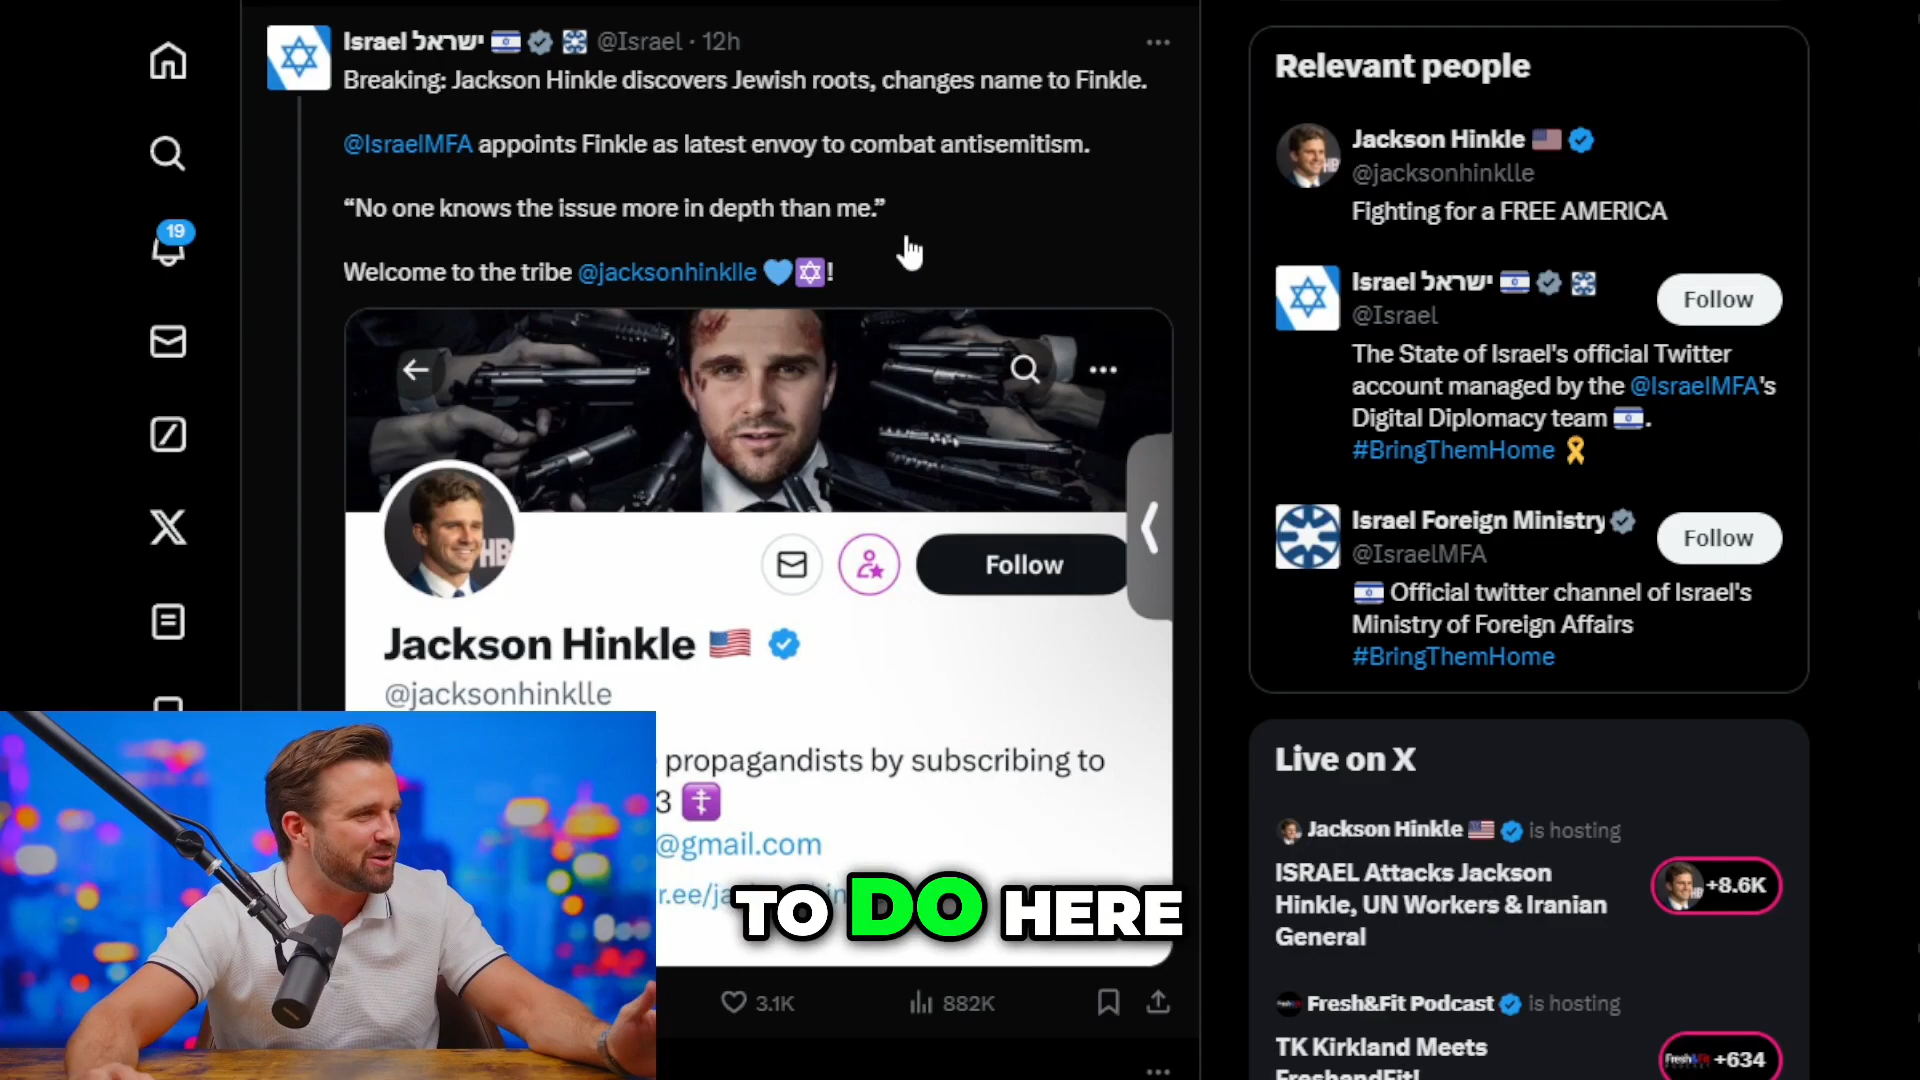 Israel ישראל @Israel · 12h
Breaking: Jackson Hinkle discovers Jewish roots, changes name to Finkle.
@IsraelMFA appoints Finkle as latest envoy to combat antisemitism.
“No one knows the issue more in depth than me.”
Welcome to the tribe @jacksonhinklle !
19
HB
Follow
Jackson Hinkle
@jacksonhinklle
propagandists by subscribing to
3
@gmail.com
r.ee/ja
TO DO HERE
3.1K
882K
Relevant people
Jackson Hinkle
@jacksonhinklle
Fighting for a FREE AMERICA
Israel ישראל
@Israel
Follow
The State of Israel's official Twitter
account managed by the @IsraelMFA's
Digital Diplomacy team .
#BringThemHome
Israel Foreign Ministry
@IsraelMFA
Follow
Official twitter channel of Israel's
Ministry of Foreign Affairs
#BringThemHome
Live on X
Jackson Hinkle is hosting
ISRAEL Attacks Jackson
Hinkle, UN Workers & Iranian
General
+8.6K
Fresh&Fit Podcast is hosting
TK Kirkland Meets
FreshandFit!
+634